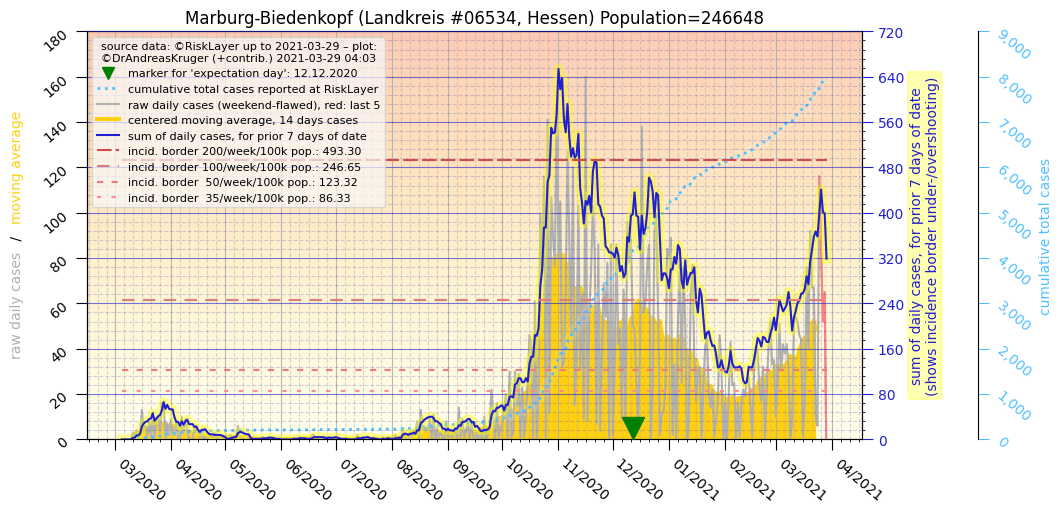 Marburg-Biedenkopf (Landkreis #06534, Hessen) Population=246648
source data: ©RiskLayer up to 2021-03-29 – plot:
©DrAndreasKruger (+contrib.) 2021-03-29 04:03
marker for 'expectation day': 12.12.2020
cumulative total cases reported at RiskLayer
raw daily cases (weekend-flawed), red: last 5
centered moving average, 14 days cases
sum of daily cases, for prior 7 days of date
incid. border 200/week/100k pop.: 493.30
incid. border 100/week/100k pop.: 246.65
incid. border 50/week/100k pop.: 123.32
incid. border 35/week/100k pop.: 86.33
raw daily cases / moving average
180
160
140
120
100
80
60
40
20
0
03/2020
04/2020
05/2020
06/2020
07/2020
08/2020
09/2020
10/2020
11/2020
12/2020
01/2021
02/2021
03/2021
04/2021
720
640
560
480
400
320
240
160
80
0
sum of daily cases, for prior 7 days of date
(shows incidence border under-/overshooting)
9,000
8,000
7,000
6,000
5,000
4,000
3,000
2,000
1,000
0
cumulative total cases